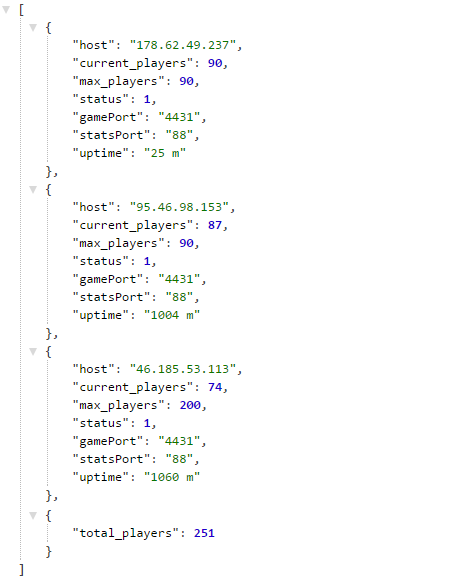 [
{
"host": "178.62.49.237",
"current_players": 90,
"max_players": 90,
"status": 1,
"gamePort": "4431",
"statsPort": "88",
"uptime": "25 m"
},
{
"host": "95.46.98.153",
"current_players": 87,
"max_players": 90,
"status": 1,
"gamePort": "4431",
"statsPort": "88",
"uptime": "1004 m"
},
{
"host": "46.185.53.113",
"current_players": 74,
"max_players": 200,
"status": 1,
"gamePort": "4431",
"statsPort": "88",
"uptime": "1060 m"
},
{
"total_players": 251
}
]